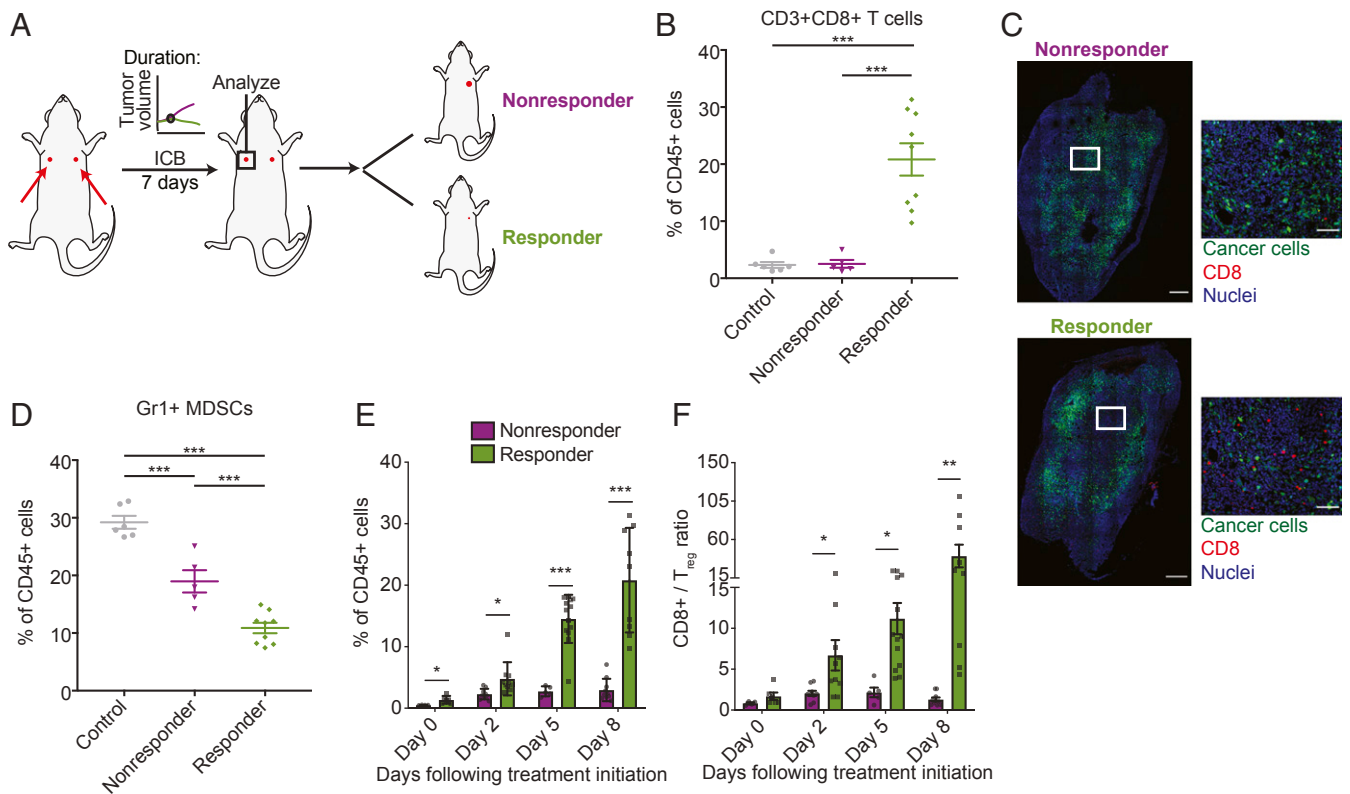 A
Duration:
Tumor
volume
Analyze
ICB
7 days
Nonresponder
Responder
B
CD3+CD8+ T cells
***
***
% of CD45+ cells
40
30
20
10
0
Control
Nonresponder
Responder
C
Nonresponder
Cancer cells
CD8
Nuclei
Responder
Cancer cells
CD8
Nuclei
D
Gr1+ MDSCs
***
***
***
% of CD45+ cells
40
30
20
10
0
Control
Nonresponder
Responder
E
Nonresponder
Responder
% of CD45+ cells
40
30
20
10
0
*
*
***
***
Day 0
Day 2
Day 5
Day 8
Days following treatment initiation
F
CD8+ / Treg ratio
150
105
60
15
15
10
5
0
*
*
**
Day 0
Day 2
Day 5
Day 8
Days following treatment initiation